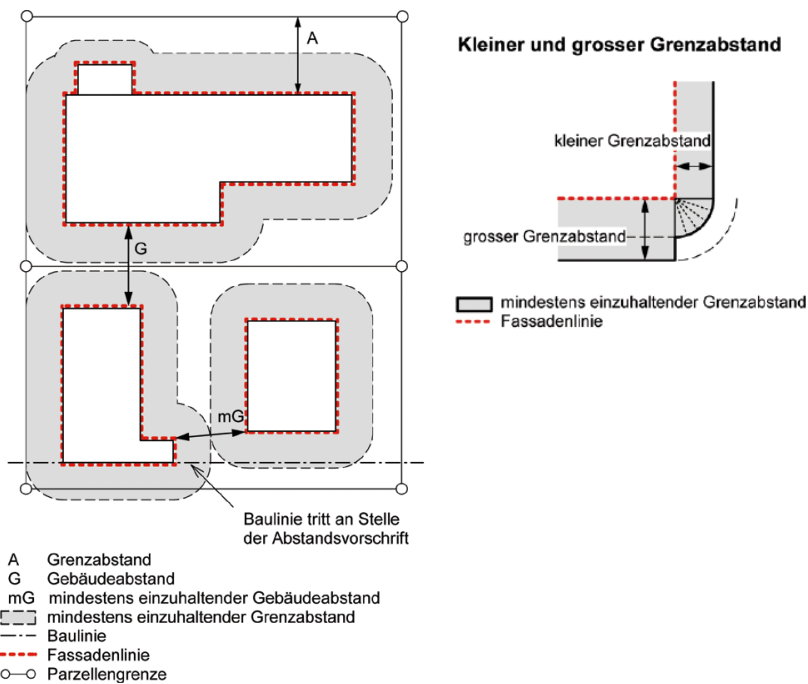 A
G
mG
Baulinie tritt an Stelle
der Abstandsvorschrift
A Grenzabstand
G Gebäudeabstand
mG mindestens einzuhaltender Gebäudeabstand
mindestens einzuhaltender Grenzabstand
Baulinie
Fassadenlinie
Parzellengrenze
Kleiner und grosser Grenzabstand
kleiner Grenzabstand
grosser Grenzabstand
mindestens einzuhaltender Grenzabstand
Fassadenlinie